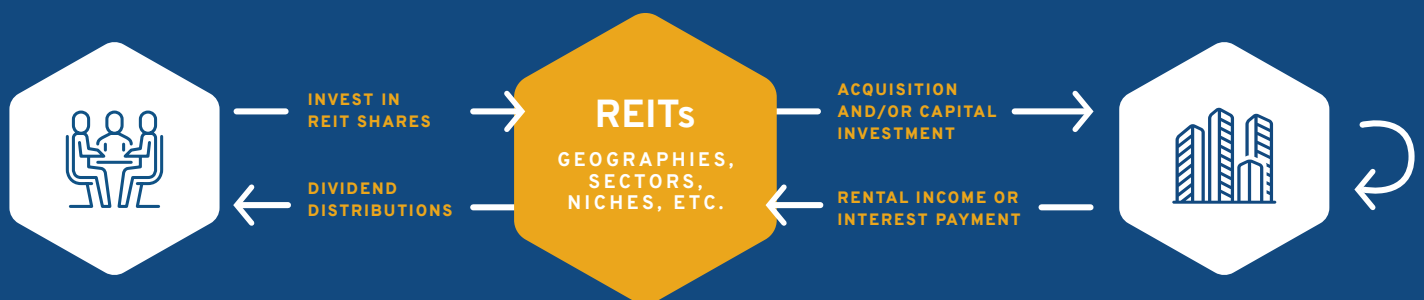 INVEST IN
REIT SHARES
DIVIDEND
DISTRIBUTIONS
REITs
GEOGRAPHIES,
SECTORS,
NICHES, ETC.
ACQUISITION
AND/OR CAPITAL
INVESTMENT
RENTAL INCOME OR
INTEREST PAYMENT